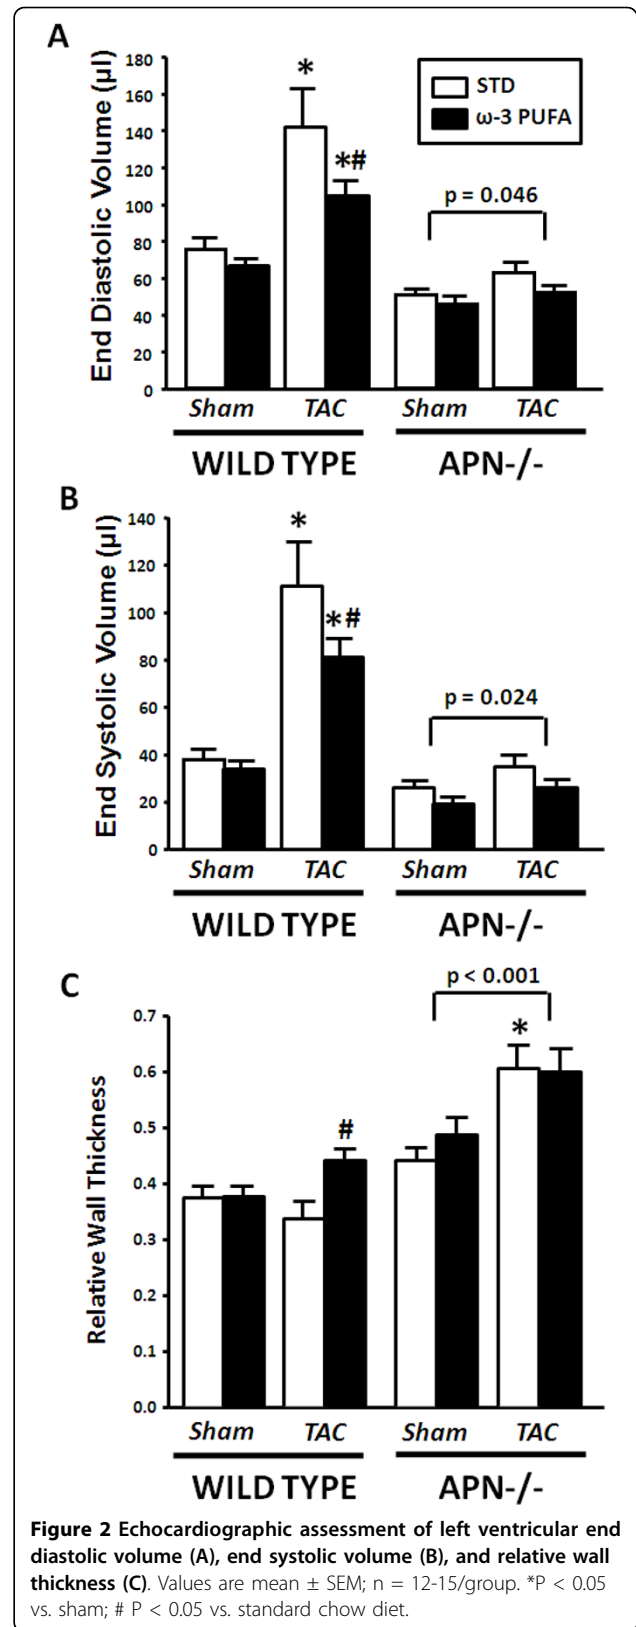 A
End Diastolic Volume (µl)
180
160
140
120
100
80
60
40
20
0
*
*#
STD
ω-3 PUFA
p = 0.046
Sham TAC Sham TAC
WILD TYPE APN-/-
B
End Systolic Volume (µl)
140
120
100
80
60
40
20
0
*
*#
p = 0.024
Sham TAC Sham TAC
WILD TYPE APN-/-
C
Relative Wall Thickness
0.7
0.6
0.5
0.4
0.3
0.2
0.1
0.0
#
p < 0.001
*
Sham TAC Sham TAC
WILD TYPE APN-/-
Figure 2 Echocardiographic assessment of left ventricular end
diastolic volume (A), end systolic volume (B), and relative wall
thickness (C). Values are mean ± SEM; n = 12-15/group. *P < 0.05
vs. sham; # P < 0.05 vs. standard chow diet.